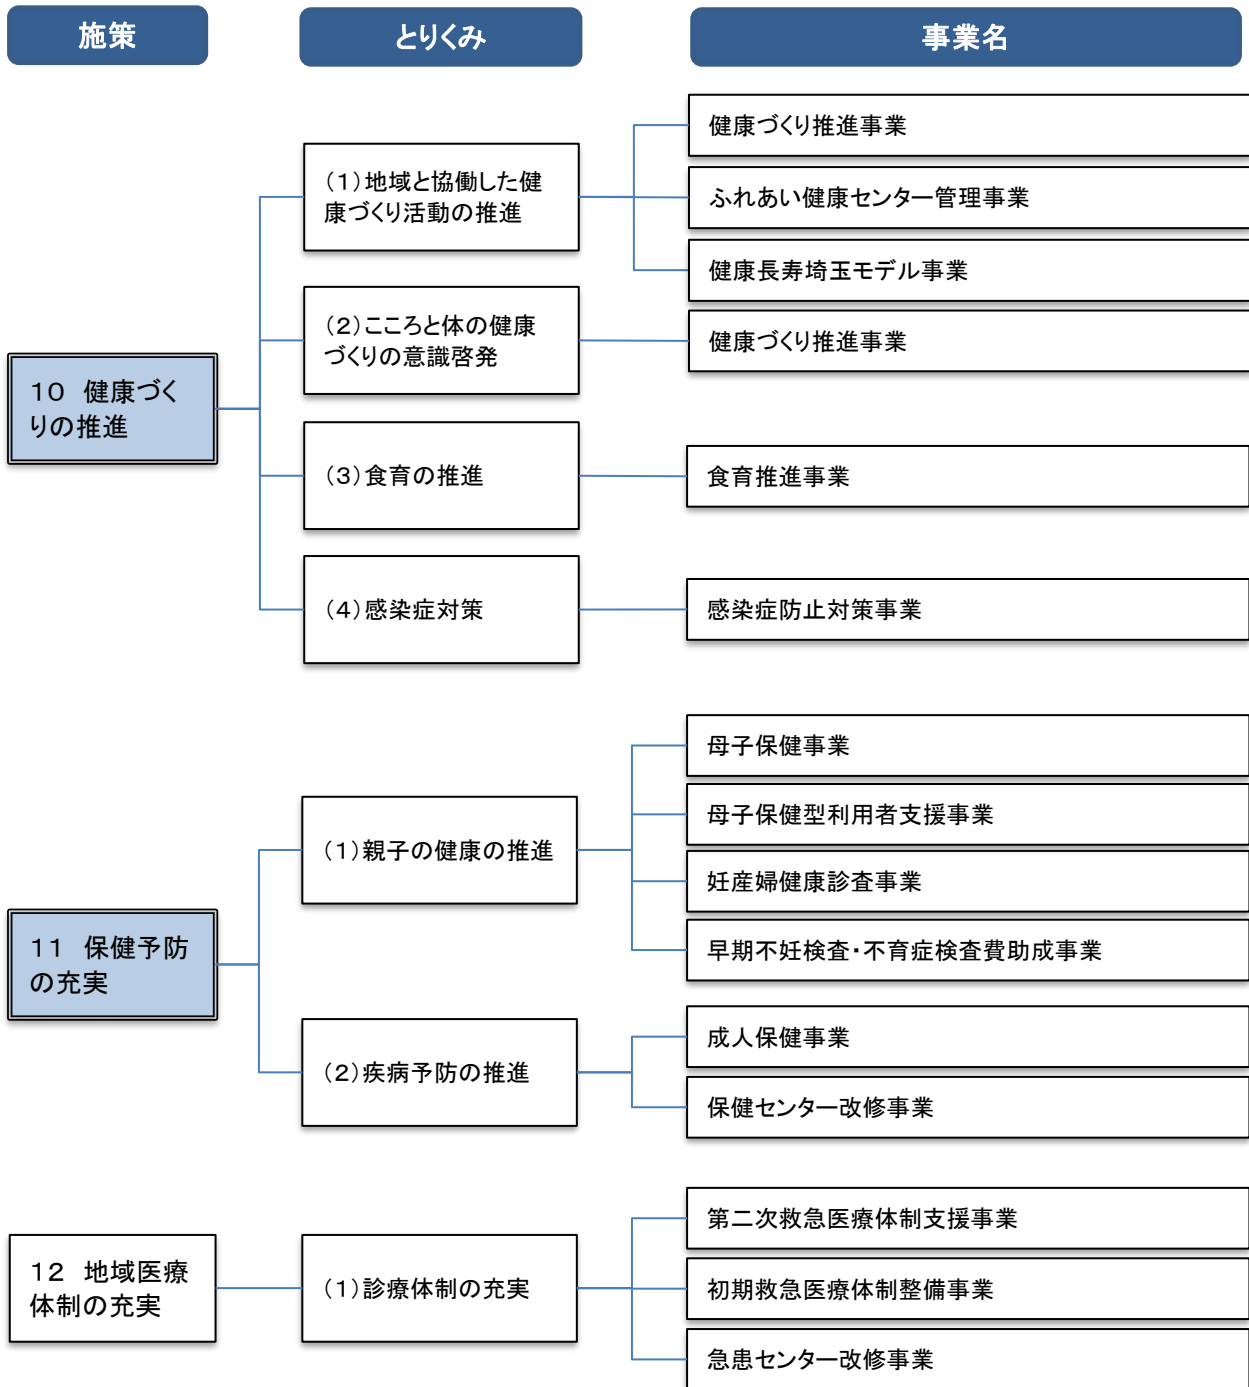 施策
とりくみ
事業名
10 健康づく
りの推進
(1)地域と協働した健
康づくり活動の推進
健康づくり推進事業
ふれあい健康センター管理事業
健康長寿埼玉モデル事業
(2)こころと体の健康
づくりの意識啓発
健康づくり推進事業
(3)食育の推進
食育推進事業
(4)感染症対策
感染症防止対策事業
11 保健予防
の充実
(1)親子の健康の推進
母子保健事業
母子保健型利用者支援事業
妊産婦健康診査事業
早期不妊検査・不育症検査費助成事業
(2)疾病予防の推進
成人保健事業
保健センター改修事業
12 地域医療
体制の充実
(1)診療体制の充実
第二次救急医療体制支援事業
初期救急医療体制整備事業
急患センター改修事業